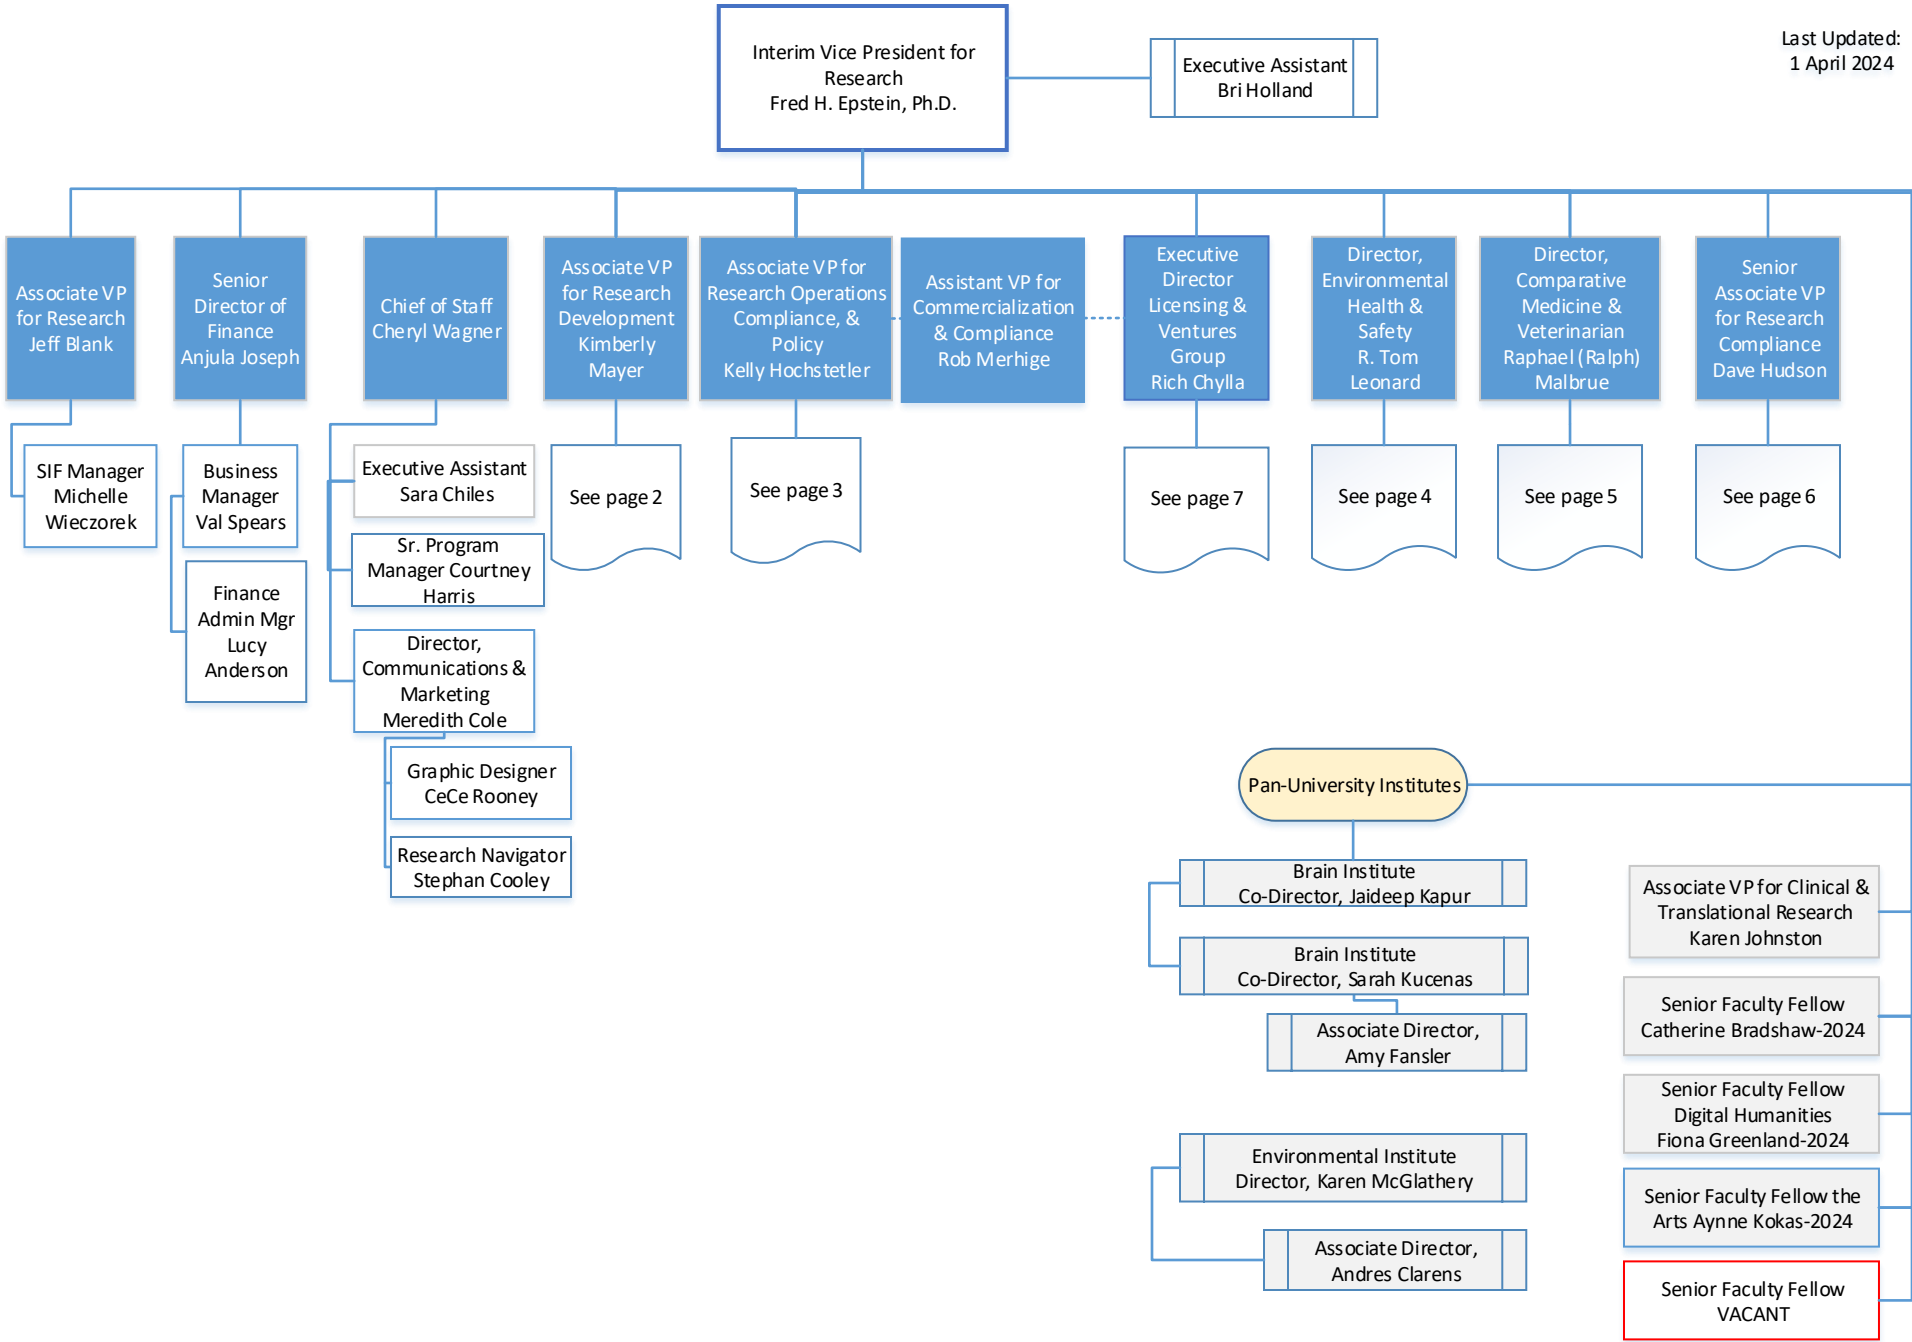 Interim Vice President for
Research
Fred H. Epstein, Ph.D.
Executive Assistant
Bri Holland
Last Updated:
1 April 2024
Associate VP
for Research
Jeff Blank
Senior
Director of
Finance
Anjula Joseph
Chief of Staff
Cheryl Wagner
Associate VP
for Research
Development
Kimberly
Mayer
Associate VP for
Research Operations
Compliance, &
Policy
Kelly Hochstetler
Assistant VP for
Commercialization
& Compliance
Rob Merhige
Executive
Director
Licensing &
Ventures
Group
Rich Chylla
Director,
Environmental
Health &
Safety
R. Tom
Leonard
Director,
Comparative
Medicine &
Veterinarian
Raphael (Ralph)
Malbrue
Senior
Associate VP
for Research
Compliance
Dave Hudson
SIF Manager
Michelle
Wieczorek
Business
Manager
Val Spears
Finance
Admin Mgr
Lucy
Anderson
Executive Assistant
Sara Chiles
Sr. Program
Manager Courtney
Harris
Director,
Communications &
Marketing
Meredith Cole
Graphic Designer
CeCe Rooney
Research Navigator
Stephan Cooley
See page 2
See page 3
See page 7
See page 4
See page 5
See page 6
Pan-University Institutes
Brain Institute
Co-Director, Jaideep Kapur
Brain Institute
Co-Director, Sarah Kucenas
Associate Director,
Amy Fansler
Environmental Institute
Director, Karen McGlathery
Associate Director,
Andres Clarens
Associate VP for Clinical &
Translational Research
Karen Johnston
Senior Faculty Fellow
Catherine Bradshaw-2024
Senior Faculty Fellow
Digital Humanities
Fiona Greenland-2024
Senior Faculty Fellow the
Arts Aynne Kokas-2024
Senior Faculty Fellow
VACANT